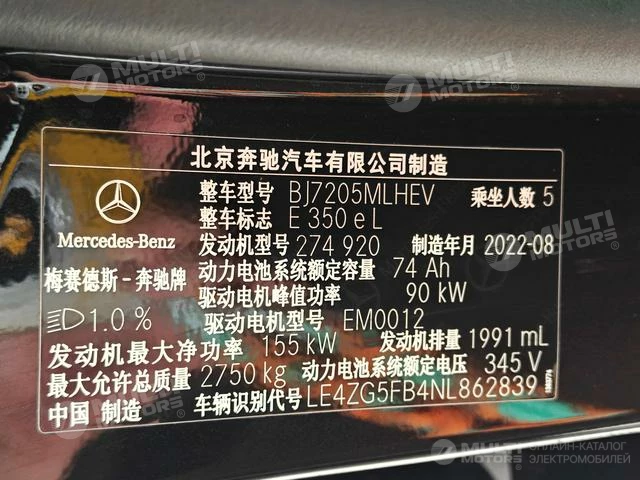 MULTI MOTORS
MULTI MOTORS
北京奔驰汽车有限公司制造
整车型号 BJ7205MLHEV 乘坐人数 5
整车标志 E 350 e L
Mercedes-Benz
发动机型号 274 920 制造年月 2022-08
梅赛德斯-奔驰牌
动力电池系统额定容量 74 Ah
驱动电机峰值功率 90 kW
1.0 % 驱动电机型号 EM0012
发动机最大净功率 155 kW 发动机排量 1991 mL
最大允许总质量 2750 kg 动力电池系统额定电压 345 V
中国 制造 车辆识别代号 LE4ZG5FB4NL862839
MULTI MOTORS
ОНЛАЙН-КАТАЛОГ
ЭЛЕКТРОМОБИЛЕЙ